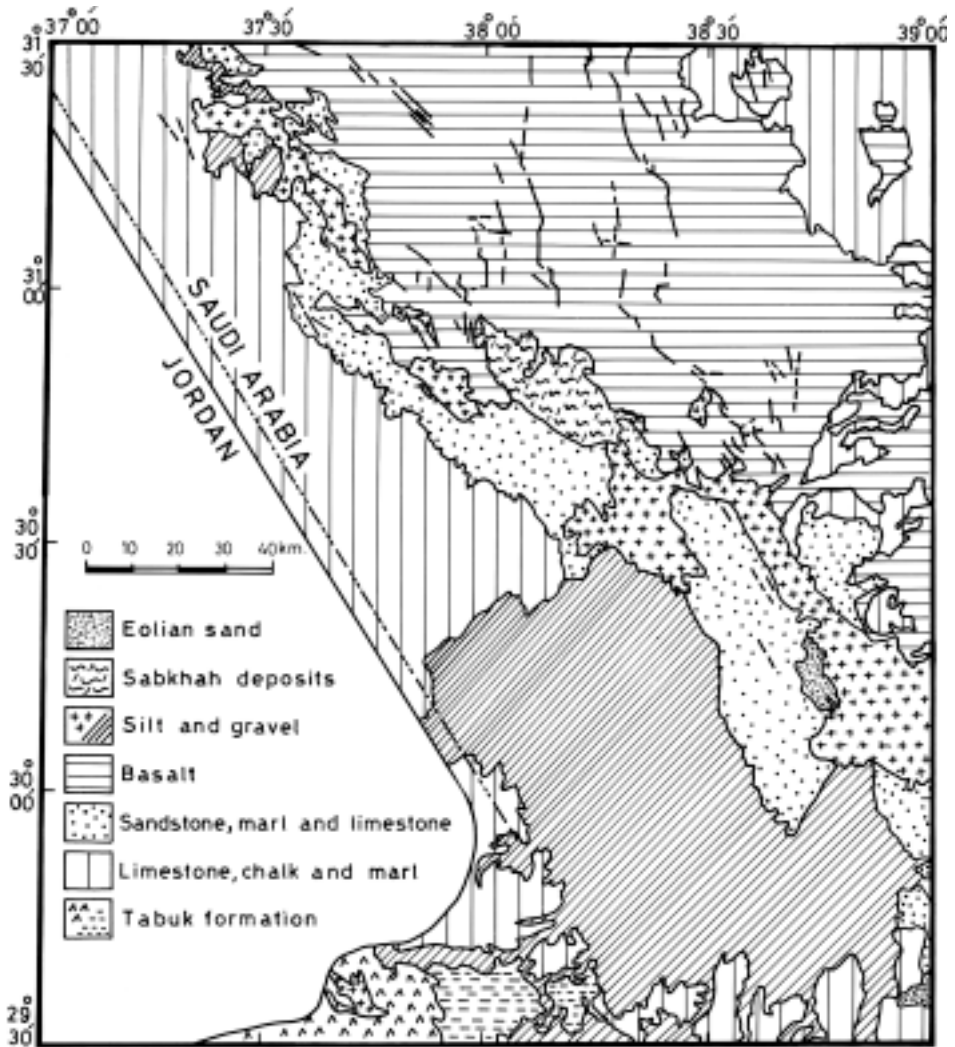 37°00′ 37°30′ 38°00′ 38°30′ 39°00′
31°
30′
SAUDI ARABIA
JORDAN
31°
00′
30°
30′
0 10 20 30 40 km.
Eolian sand
Sabkhah deposits
Silt and gravel
Basalt
30°
00′
Sandstone, marl and limestone
Limestone, chalk and marl
Tabuk formation
29°
30′